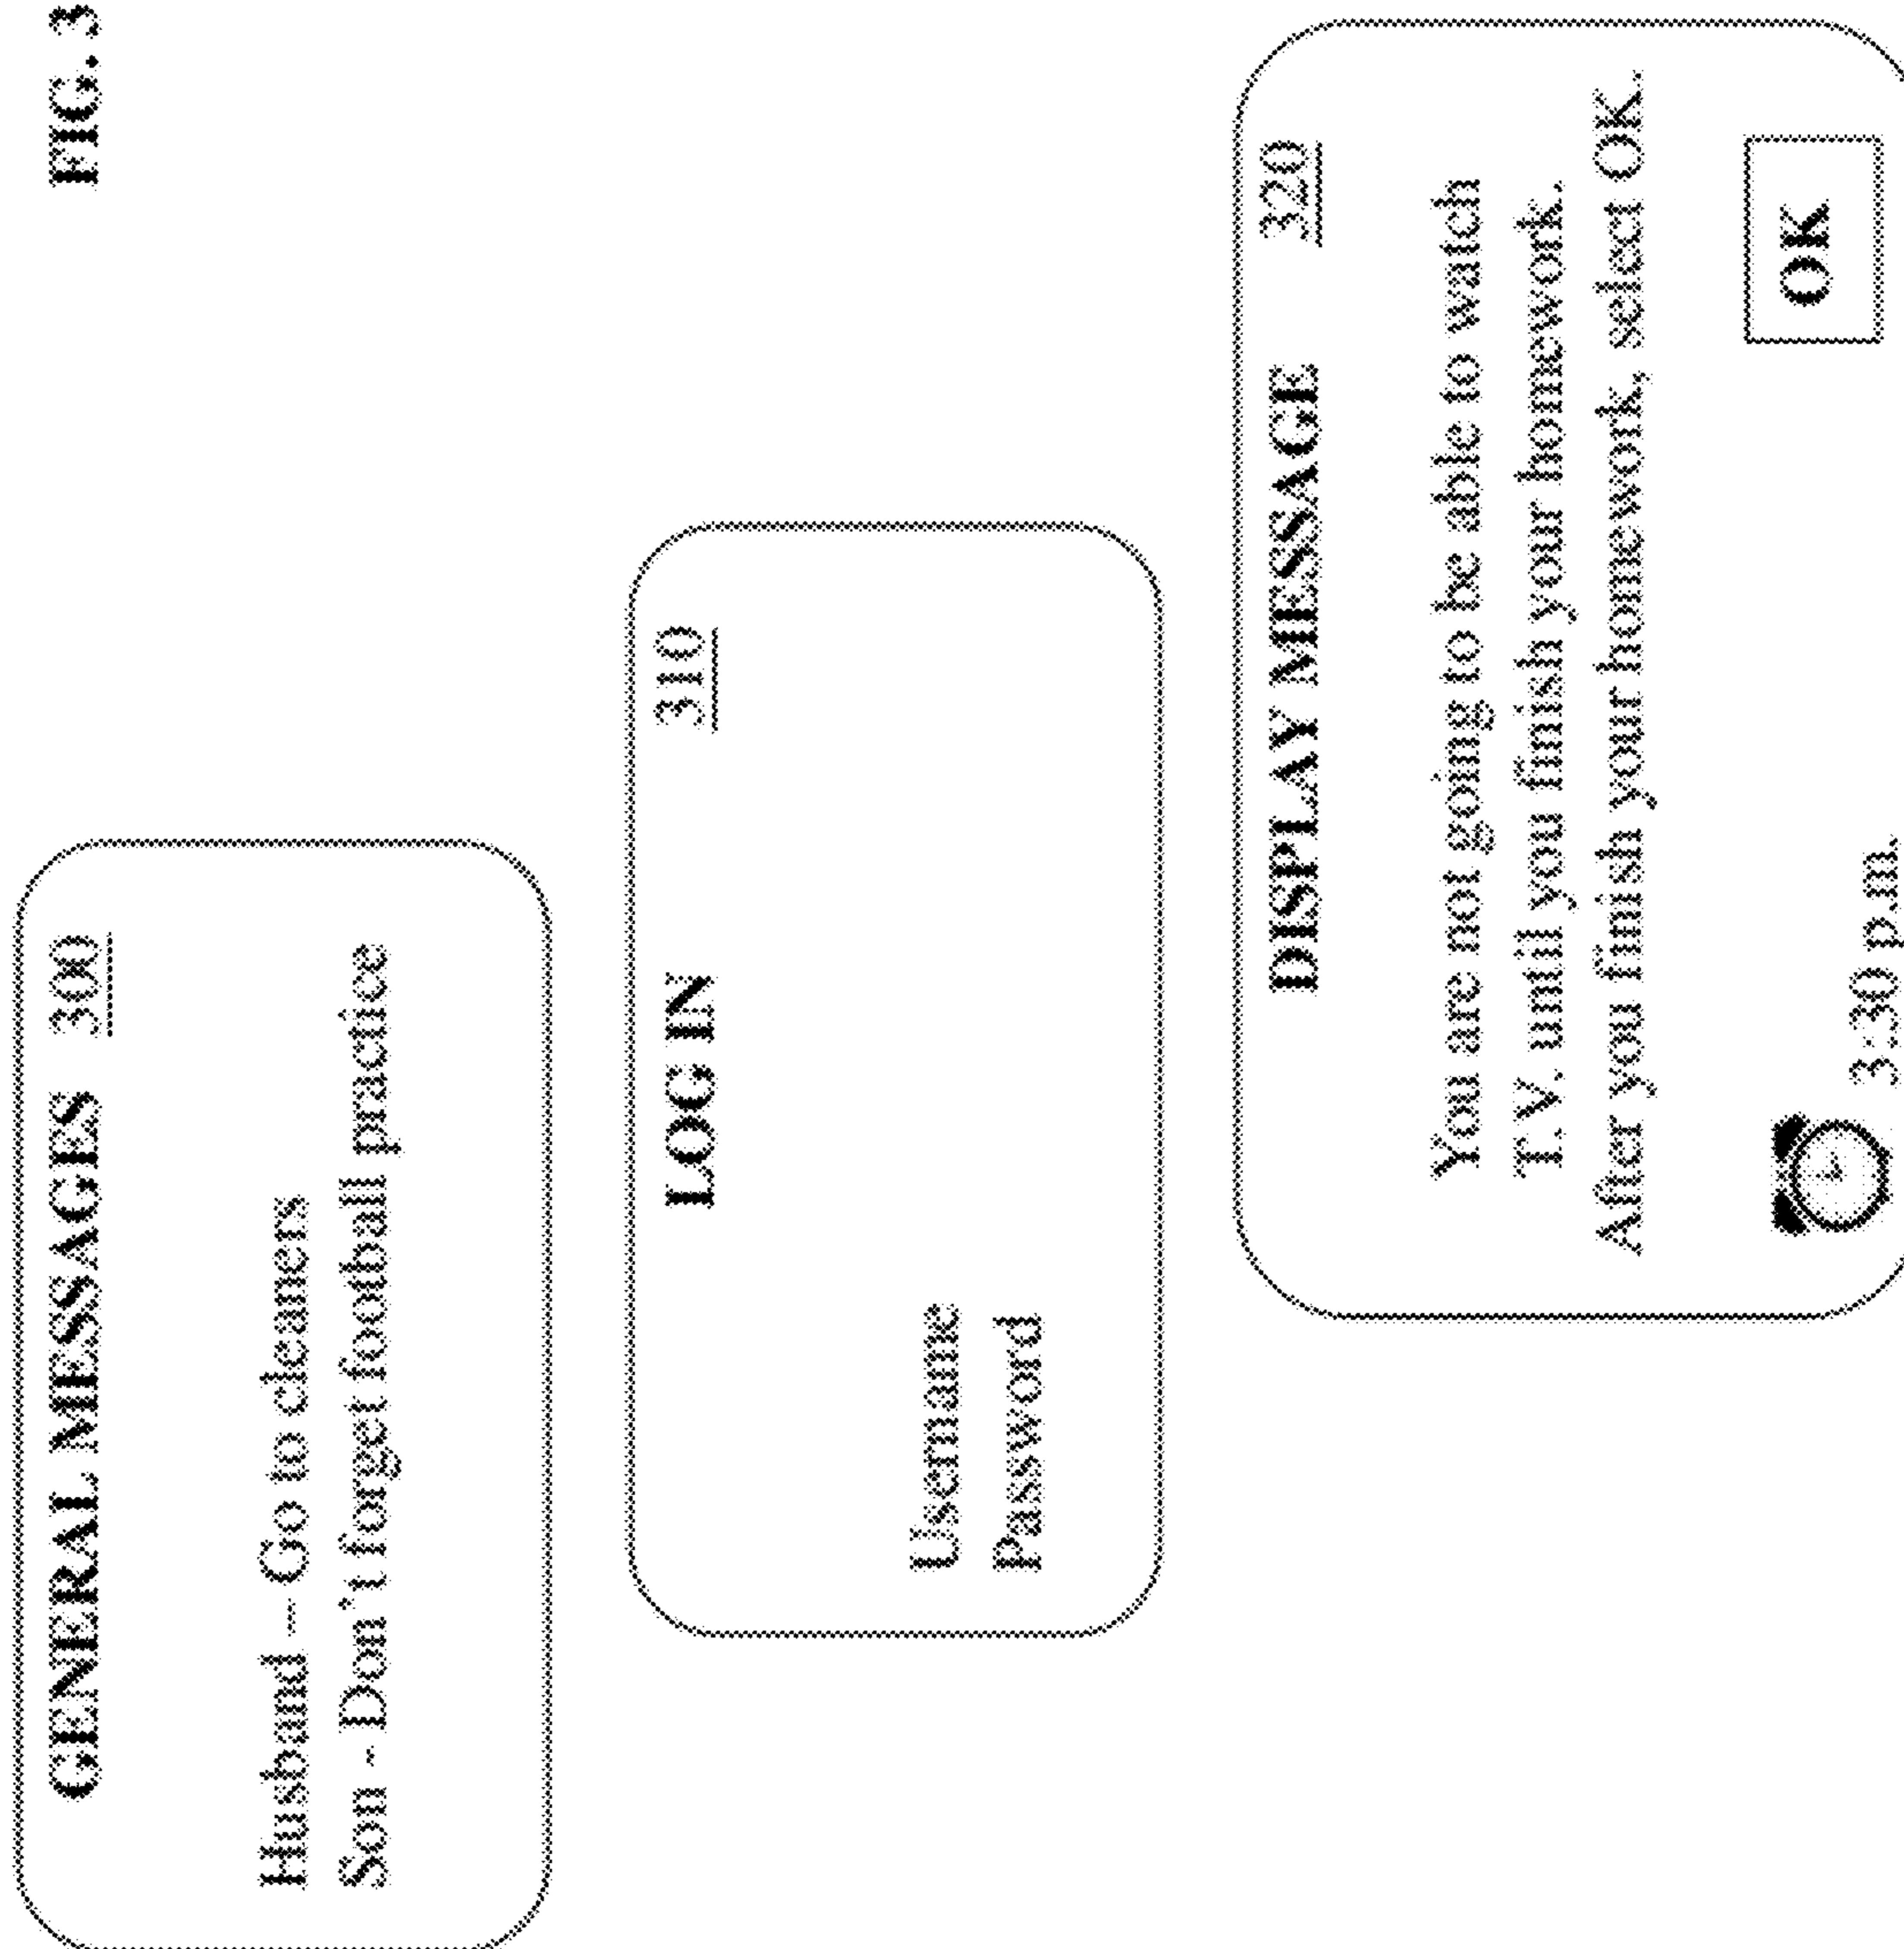 FIG. 3
GENERAL MESSAGES 300
Husband – Go to cleaners
Son - Don't forget football practice
LOG IN 310
Username
Password
DISPLAY MESSAGE 320
You are not going to be able to watch
T.V. until you finish your homework.
After you finish your homework, select OK.
3:30 p.m.
OK